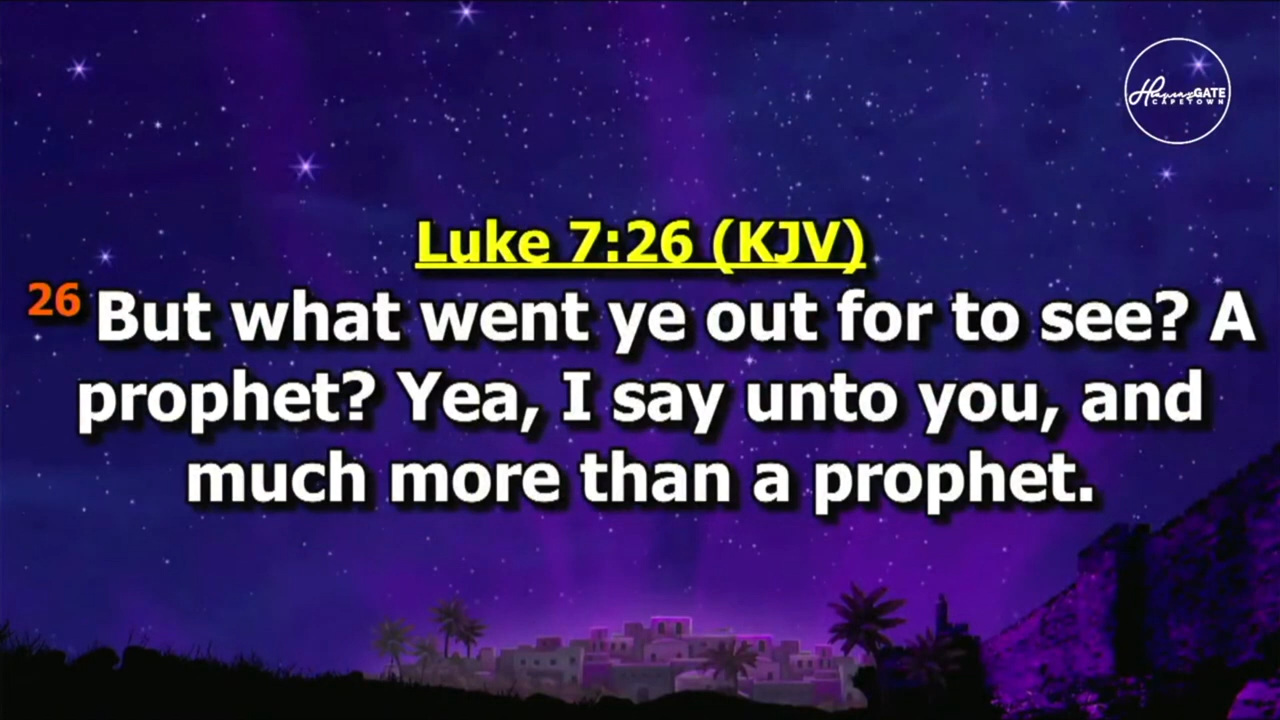 GATE
CAPETOWN
Luke 7:26 (KJV)
26 But what went ye out for to see? A
prophet? Yea, I say unto you, and
much more than a prophet.